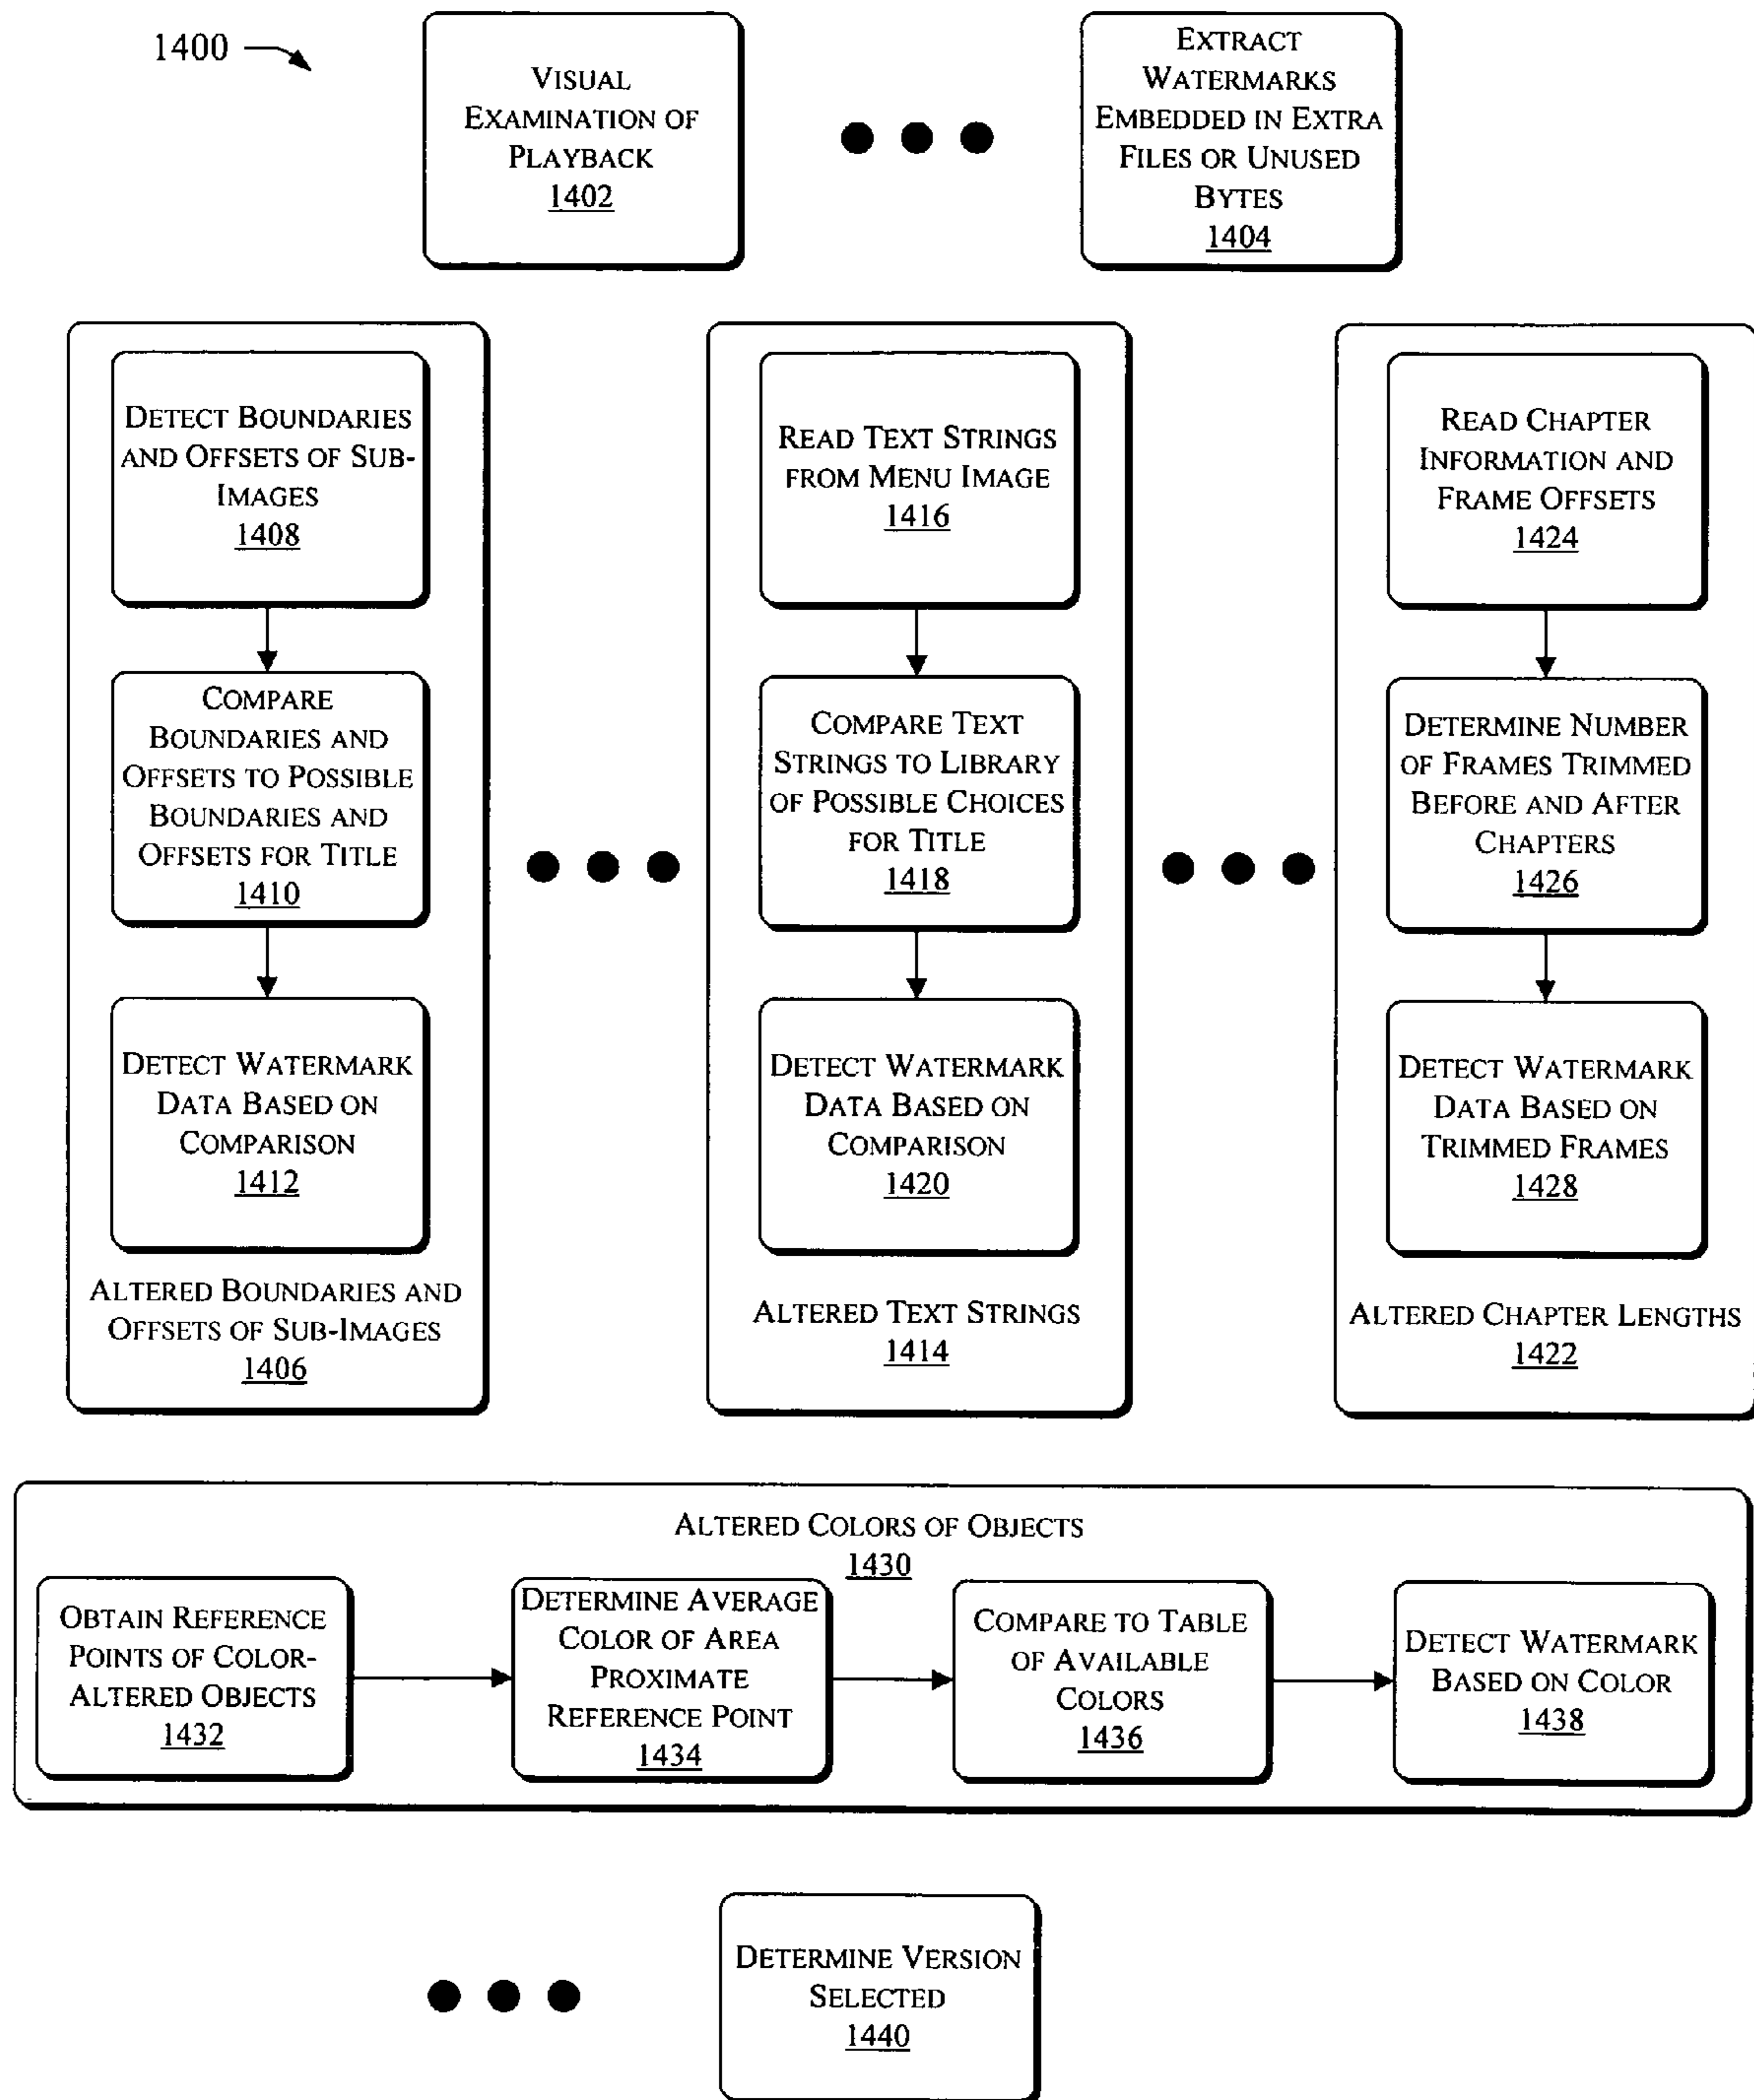 1400
VISUAL
EXAMINATION OF
PLAYBACK
1402
EXTRACT
WATERMARKS
EMBEDDED IN EXTRA
FILES OR UNUSED
BYTES
1404
DETECT BOUNDARIES
AND OFFSETS OF SUB-
IMAGES
1408
COMPARE
BOUNDARIES AND
OFFSETS TO POSSIBLE
BOUNDARIES AND
OFFSETS FOR TITLE
1410
DETECT WATERMARK
DATA BASED ON
COMPARISON
1412
ALTERED BOUNDARIES AND
OFFSETS OF SUB-IMAGES
1406
READ TEXT STRINGS
FROM MENU IMAGE
1416
COMPARE TEXT
STRINGS TO LIBRARY
OF POSSIBLE CHOICES
FOR TITLE
1418
DETECT WATERMARK
DATA BASED ON
COMPARISON
1420
ALTERED TEXT STRINGS
1414
READ CHAPTER
INFORMATION AND
FRAME OFFSETS
1424
DETERMINE NUMBER
OF FRAMES TRIMMED
BEFORE AND AFTER
CHAPTERS
1426
DETECT WATERMARK
DATA BASED ON
TRIMMED FRAMES
1428
ALTERED CHAPTER LENGTHS
1422
ALTERED COLORS OF OBJECTS
1430
OBTAIN REFERENCE
POINTS OF COLOR-
ALTERED OBJECTS
1432
DETERMINE AVERAGE
COLOR OF AREA
PROXIMATE
REFERENCE POINT
1434
COMPARE TO TABLE
OF AVAILABLE
COLORS
1436
DETECT WATERMARK
BASED ON COLOR
1438
DETERMINE VERSION
SELECTED
1440